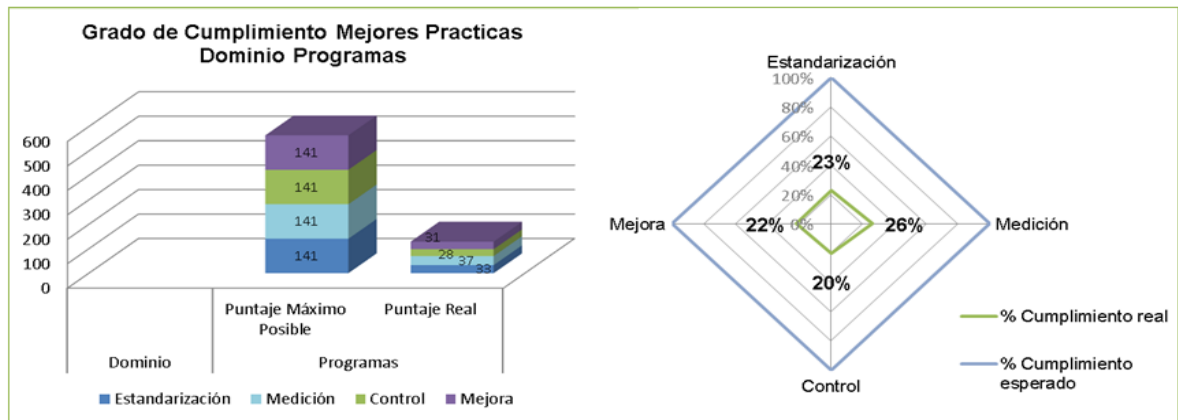 Grado de Cumplimiento Mejores Practicas
Dominio Programas
600
500
400
300
200
100
0
141
141
141
141
31
28
37
33
Puntaje Máximo
Posible
Puntaje Real
Dominio
Programas
Estandarización
Medición
Control
Mejora
Estandarización
100%
80%
60%
40%
20%
0%
23%
22%
26%
20%
Mejora
Medición
Control
% Cumplimiento real
% Cumplimiento
esperado